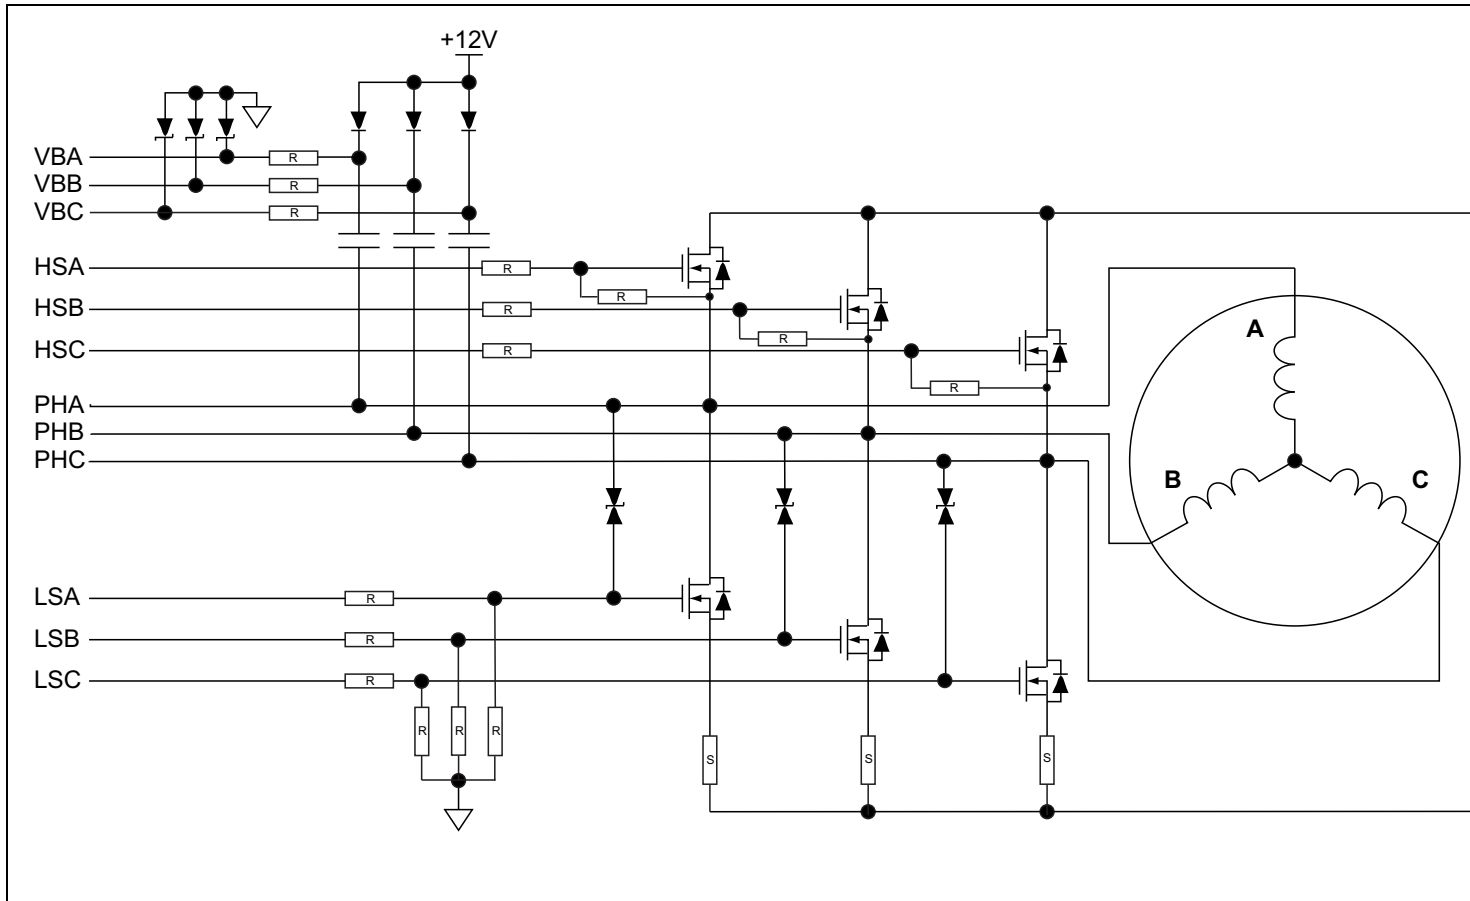 +12V
VBA R
VBB R
VBC R
HSA R
R
HSB R
R
HSC R
R
A
PHA
PHB
PHC
B C
LSA R
LSB R
LSC R
R R R
S S S